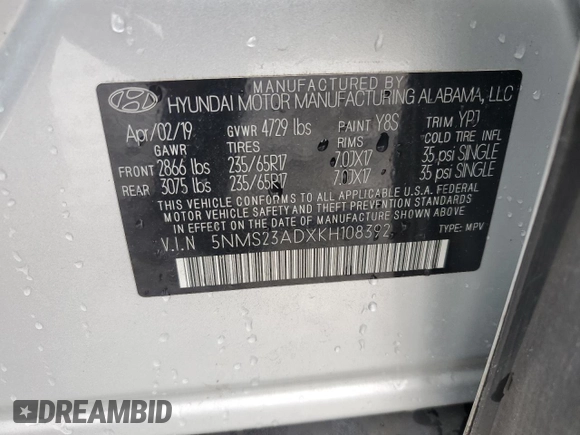 MANUFACTURED BY
HYUNDAI MOTOR MANUFACTURING ALABAMA, LLC
Apr/02/19 GVWR 4729 lbs PAINT Y8S TRIM YPJ
GAWR TIRES RIMS COLD TIRE INFL
FRONT 2866 lbs 235/65R17 7.0JX17 35 psi SINGLE
REAR 3075 lbs 235/65R17 7.0JX17 35 psi SINGLE
THIS VEHICLE CONFORMS TO ALL APPLICABLE U.S.A. FEDERAL
MOTOR VEHICLE SAFETY, BUMPER, AND THEFT PREVENTION STANDARDS
IN EFFECT ON THE DATE OF MANUFACTURE SHOWN ABOVE.
V.I.N 5NMS23ADXKH108392 TYPE: MPV
DREAMBID